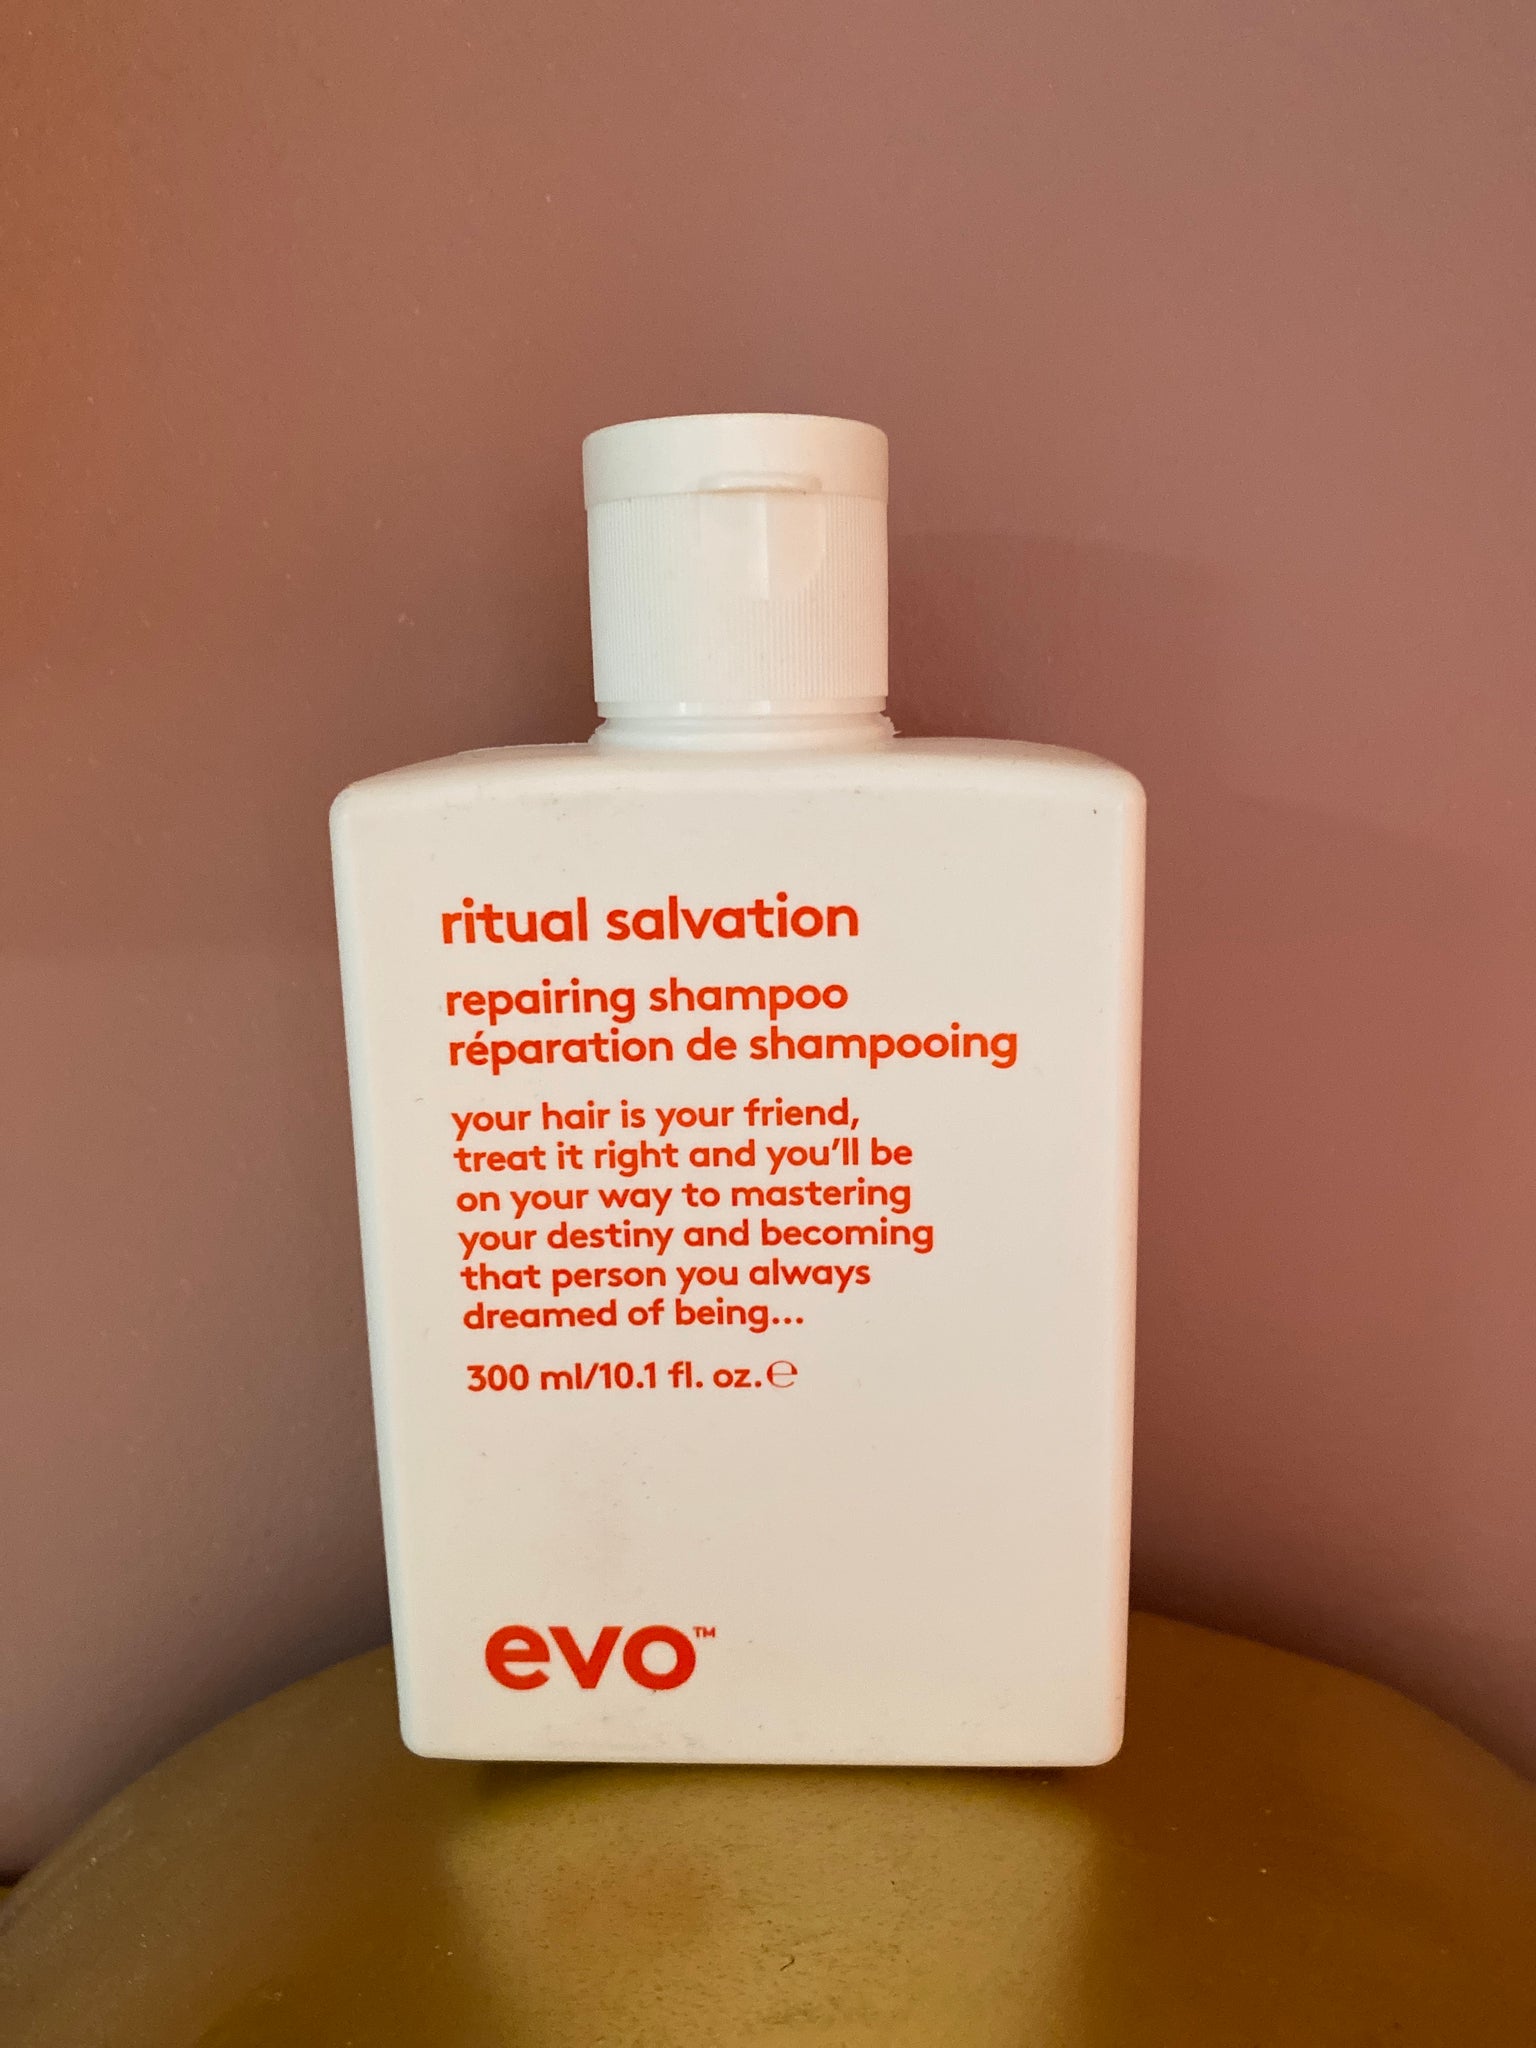 ritual salvation
repairing shampoo
réparation de shampooing
your hair is your friend,
treat it right and you’ll be
on your way to mastering
your destiny and becoming
that person you always
dreamed of being...
300 ml/10.1 fl. oz.℮
evo™